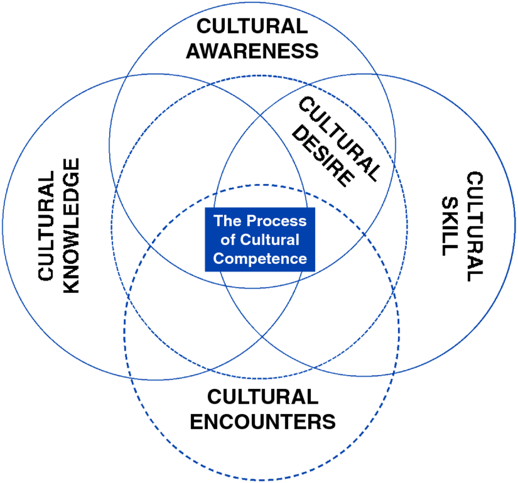 CULTURAL
AWARENESS
CULTURAL
DESIRE
CULTURAL
KNOWLEDGE
CULTURAL
SKILL
The Process
of Cultural
Competence
CULTURAL
ENCOUNTERS